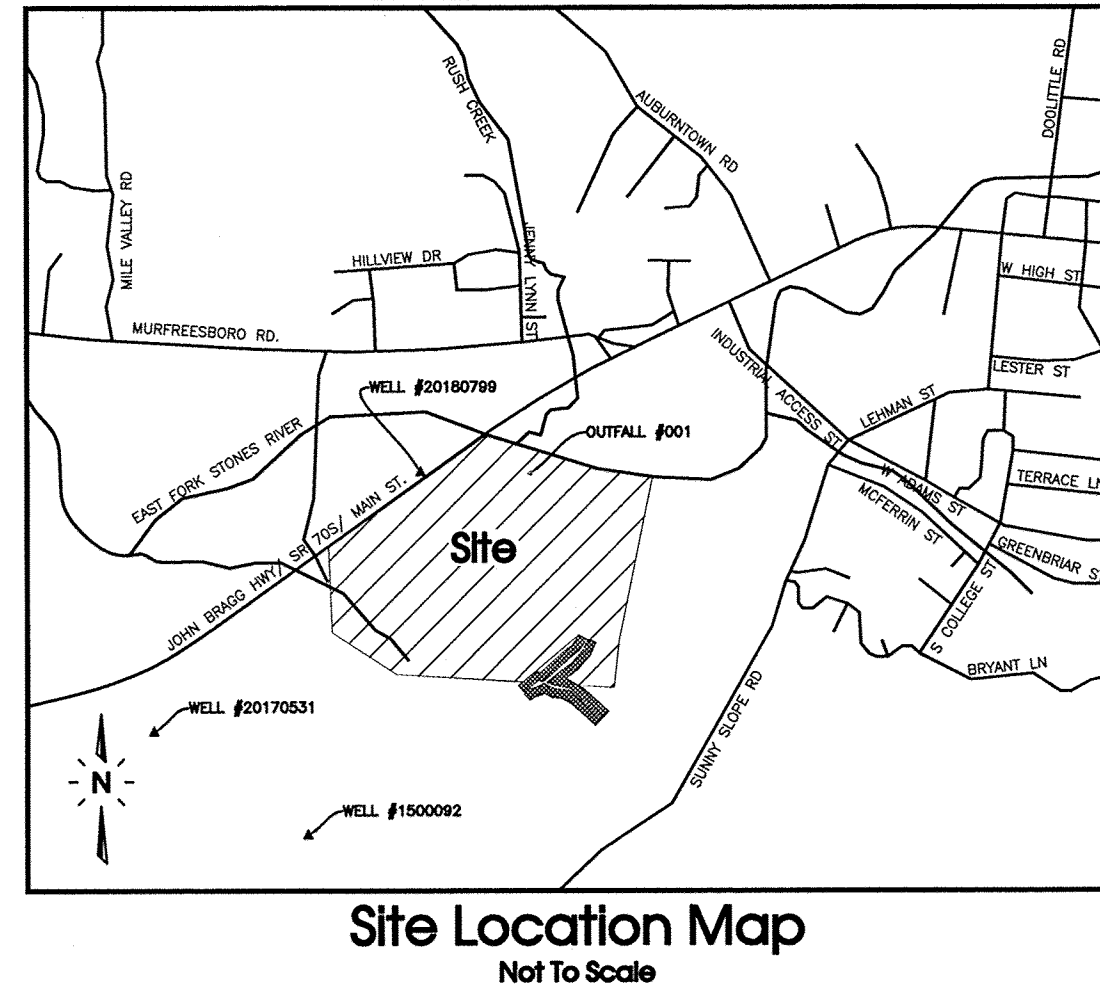 RUSH CREEK
AUBURNTOWN RD
DOOLITTLE RD
MILE VALLEY RD
HILLVIEW DR
JENNY LYNN ST
W HIGH ST
MURFREESBORO RD.
INDUSTRIAL ACCESS ST
LESTER ST
WELL #20180799
LEHMAN ST
EAST FORK STONES RIVER
OUTFALL #001
W ADAMS ST
TERRACE LN
MCFERRIN ST
JOHN BRAGG HWY/ SR 70S/ MAIN ST.
Site
GREENBRIAR ST
S COLLEGE ST
BRYANT LN
SUNNY SLOPE RD
WELL #20170531
N
WELL #1500092
Site Location Map
Not To Scale